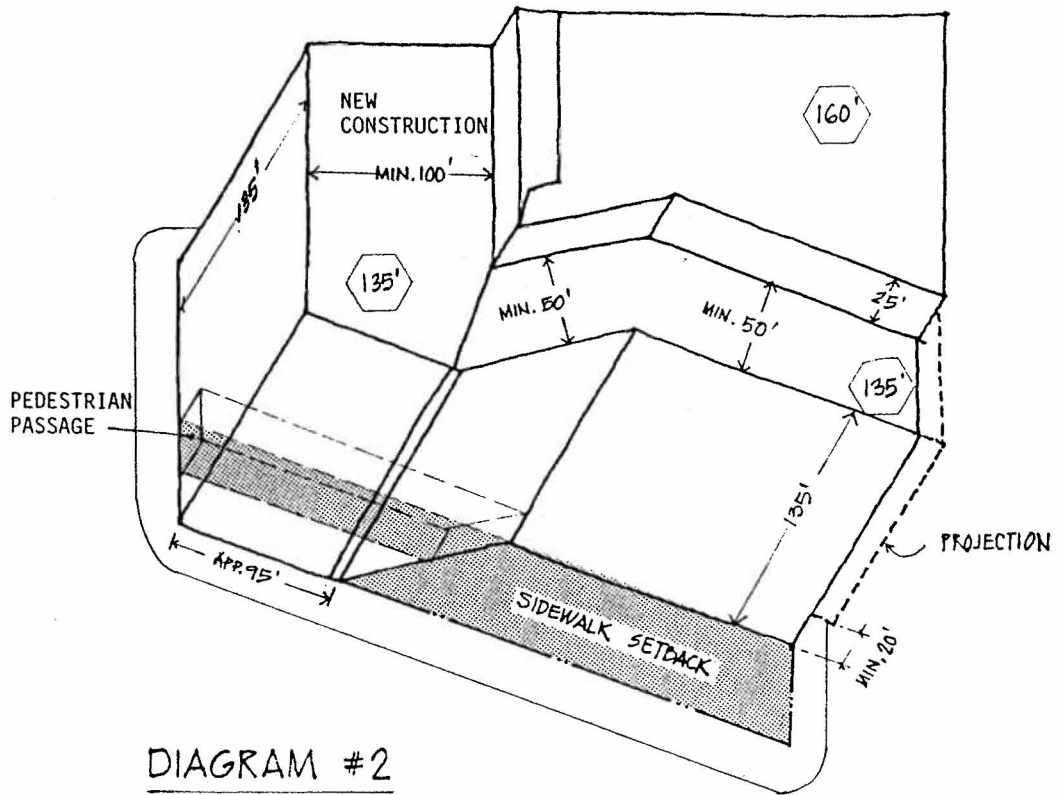 NEW
CONSTRUCTION
160'
MIN. 100'
135'
135'
MIN. 50'
MIN. 50'
25'
135'
PEDESTRIAN
PASSAGE
135'
PROJECTION
APP. 95'
SIDEWALK SETBACK
MIN. 20'
DIAGRAM #2